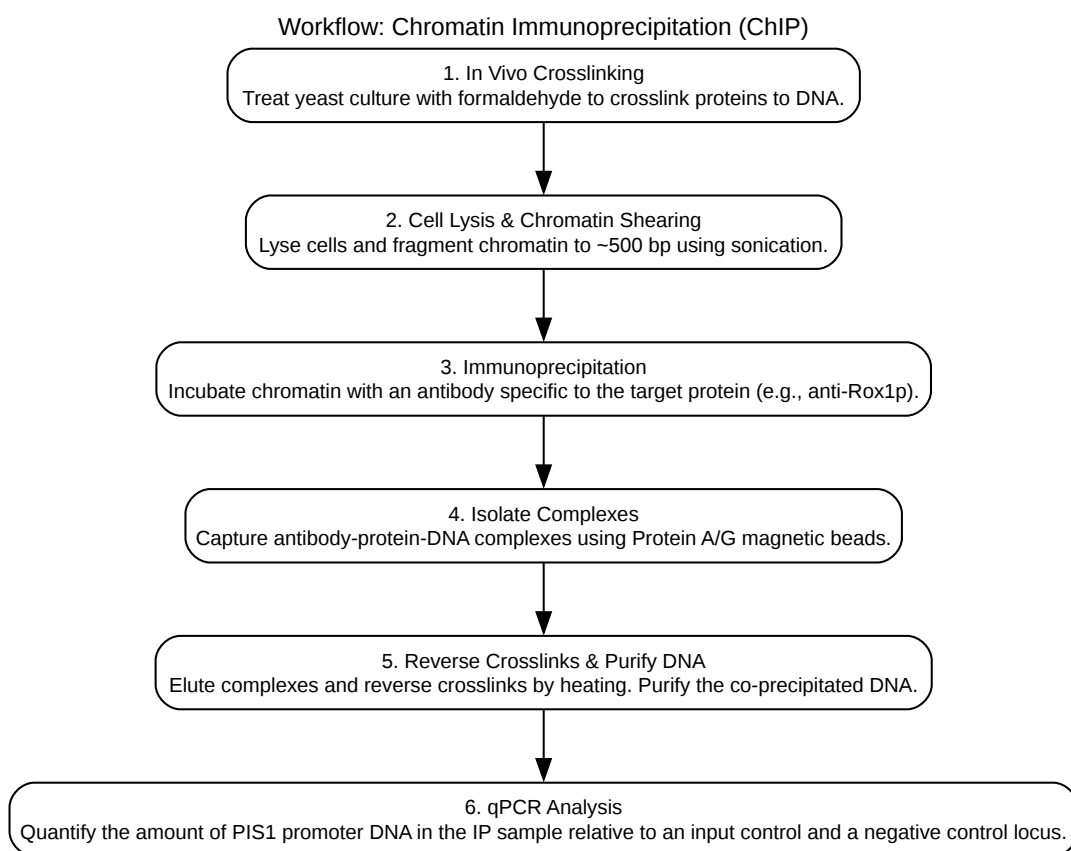 Workflow: Chromatin Immunoprecipitation (ChIP)
1. In Vivo Crosslinking
Treat yeast culture with formaldehyde to crosslink proteins to DNA.
2. Cell Lysis & Chromatin Shearing
Lyse cells and fragment chromatin to ~500 bp using sonication.
3. Immunoprecipitation
Incubate chromatin with an antibody specific to the target protein (e.g., anti-Rox1p).
4. Isolate Complexes
Capture antibody-protein-DNA complexes using Protein A/G magnetic beads.
5. Reverse Crosslinks & Purify DNA
Elute complexes and reverse crosslinks by heating. Purify the co-precipitated DNA.
6. qPCR Analysis
Quantify the amount of PIS1 promoter DNA in the IP sample relative to an input control and a negative control locus.